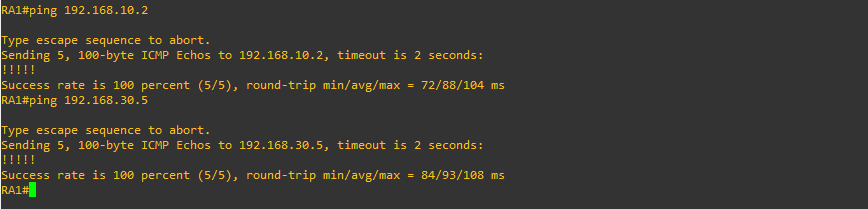 RA1#ping 192.168.10.2
Type escape sequence to abort.
Sending 5, 100-byte ICMP Echos to 192.168.10.2, timeout is 2 seconds:
!!!!!
Success rate is 100 percent (5/5), round-trip min/avg/max = 72/88/104 ms
RA1#ping 192.168.30.5
Type escape sequence to abort.
Sending 5, 100-byte ICMP Echos to 192.168.30.5, timeout is 2 seconds:
!!!!!
Success rate is 100 percent (5/5), round-trip min/avg/max = 84/93/108 ms
RA1#